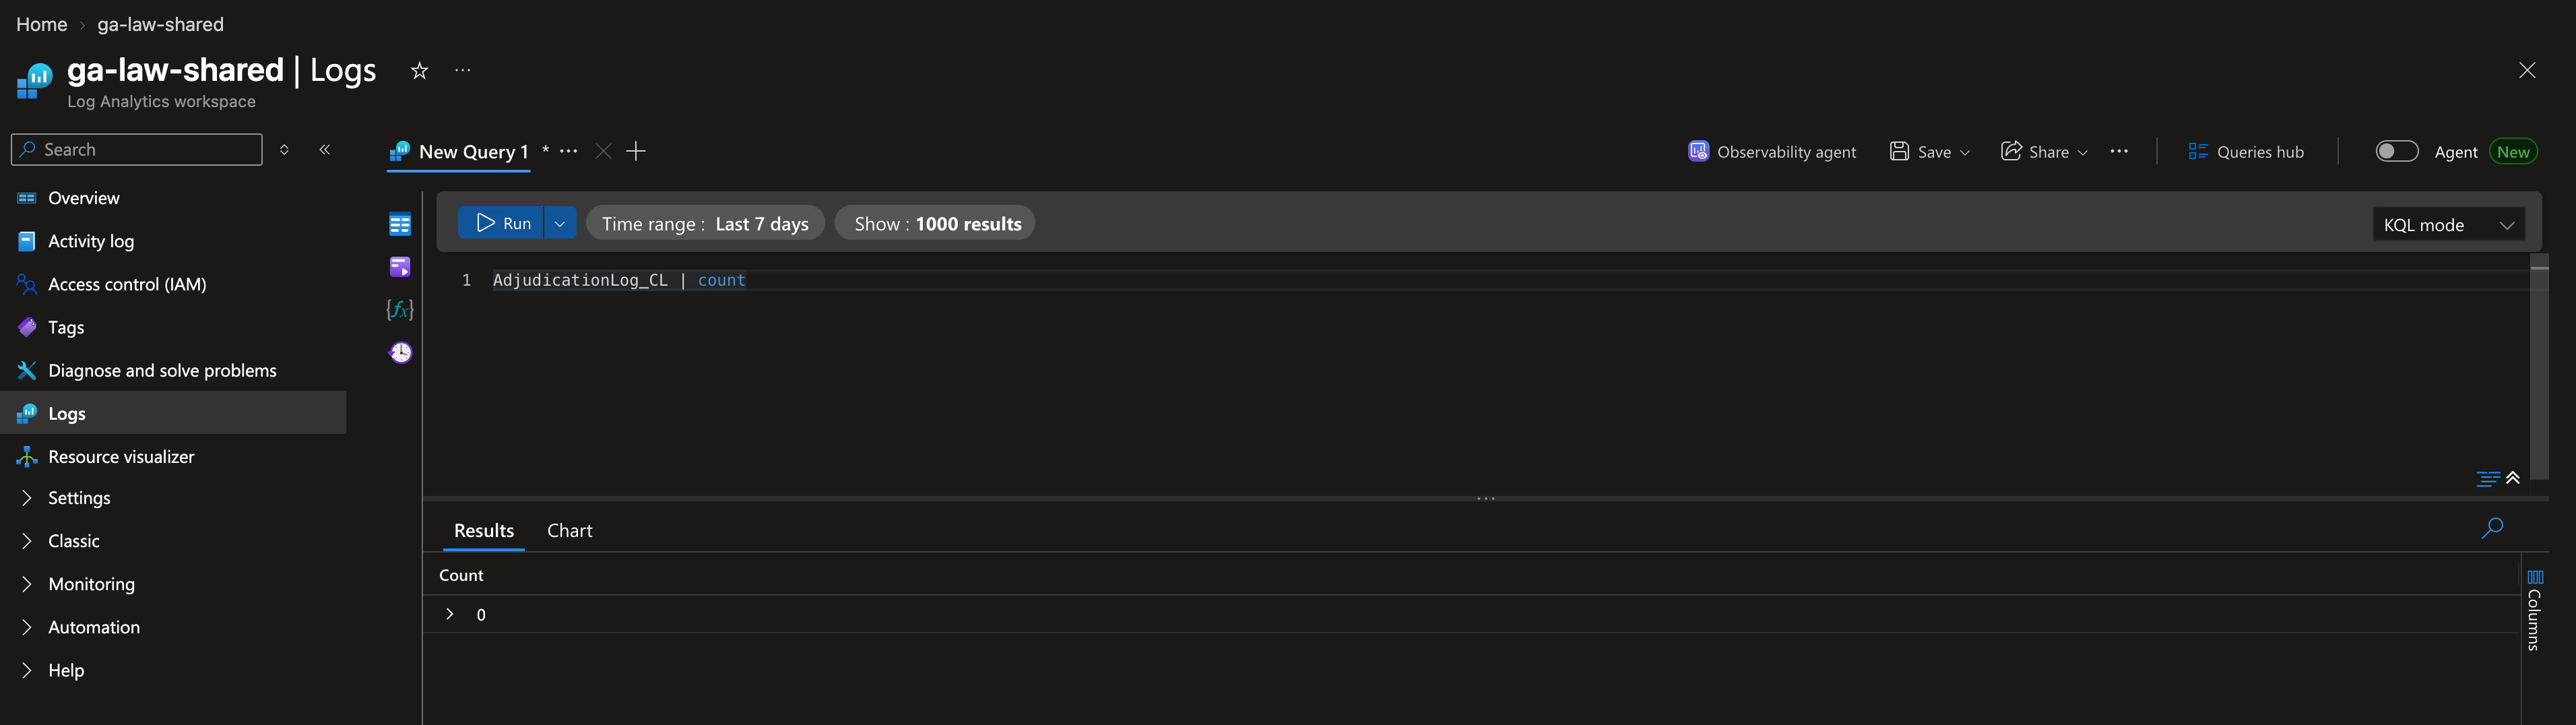 Home > ga-law-shared
ga-law-shared | Logs
Log Analytics workspace
Search
Overview
Activity log
Access control (IAM)
Tags
Diagnose and solve problems
Logs
Resource visualizer
Settings
Classic
Monitoring
Automation
Help
New Query 1 * ...
Observability agent
Save
Share
Queries hub
Agent New
Run
Time range : Last 7 days
Show : 1000 results
KQL mode
{fx}
1 AdjudicationLog_CL | count
Results Chart
Count
0
Columns